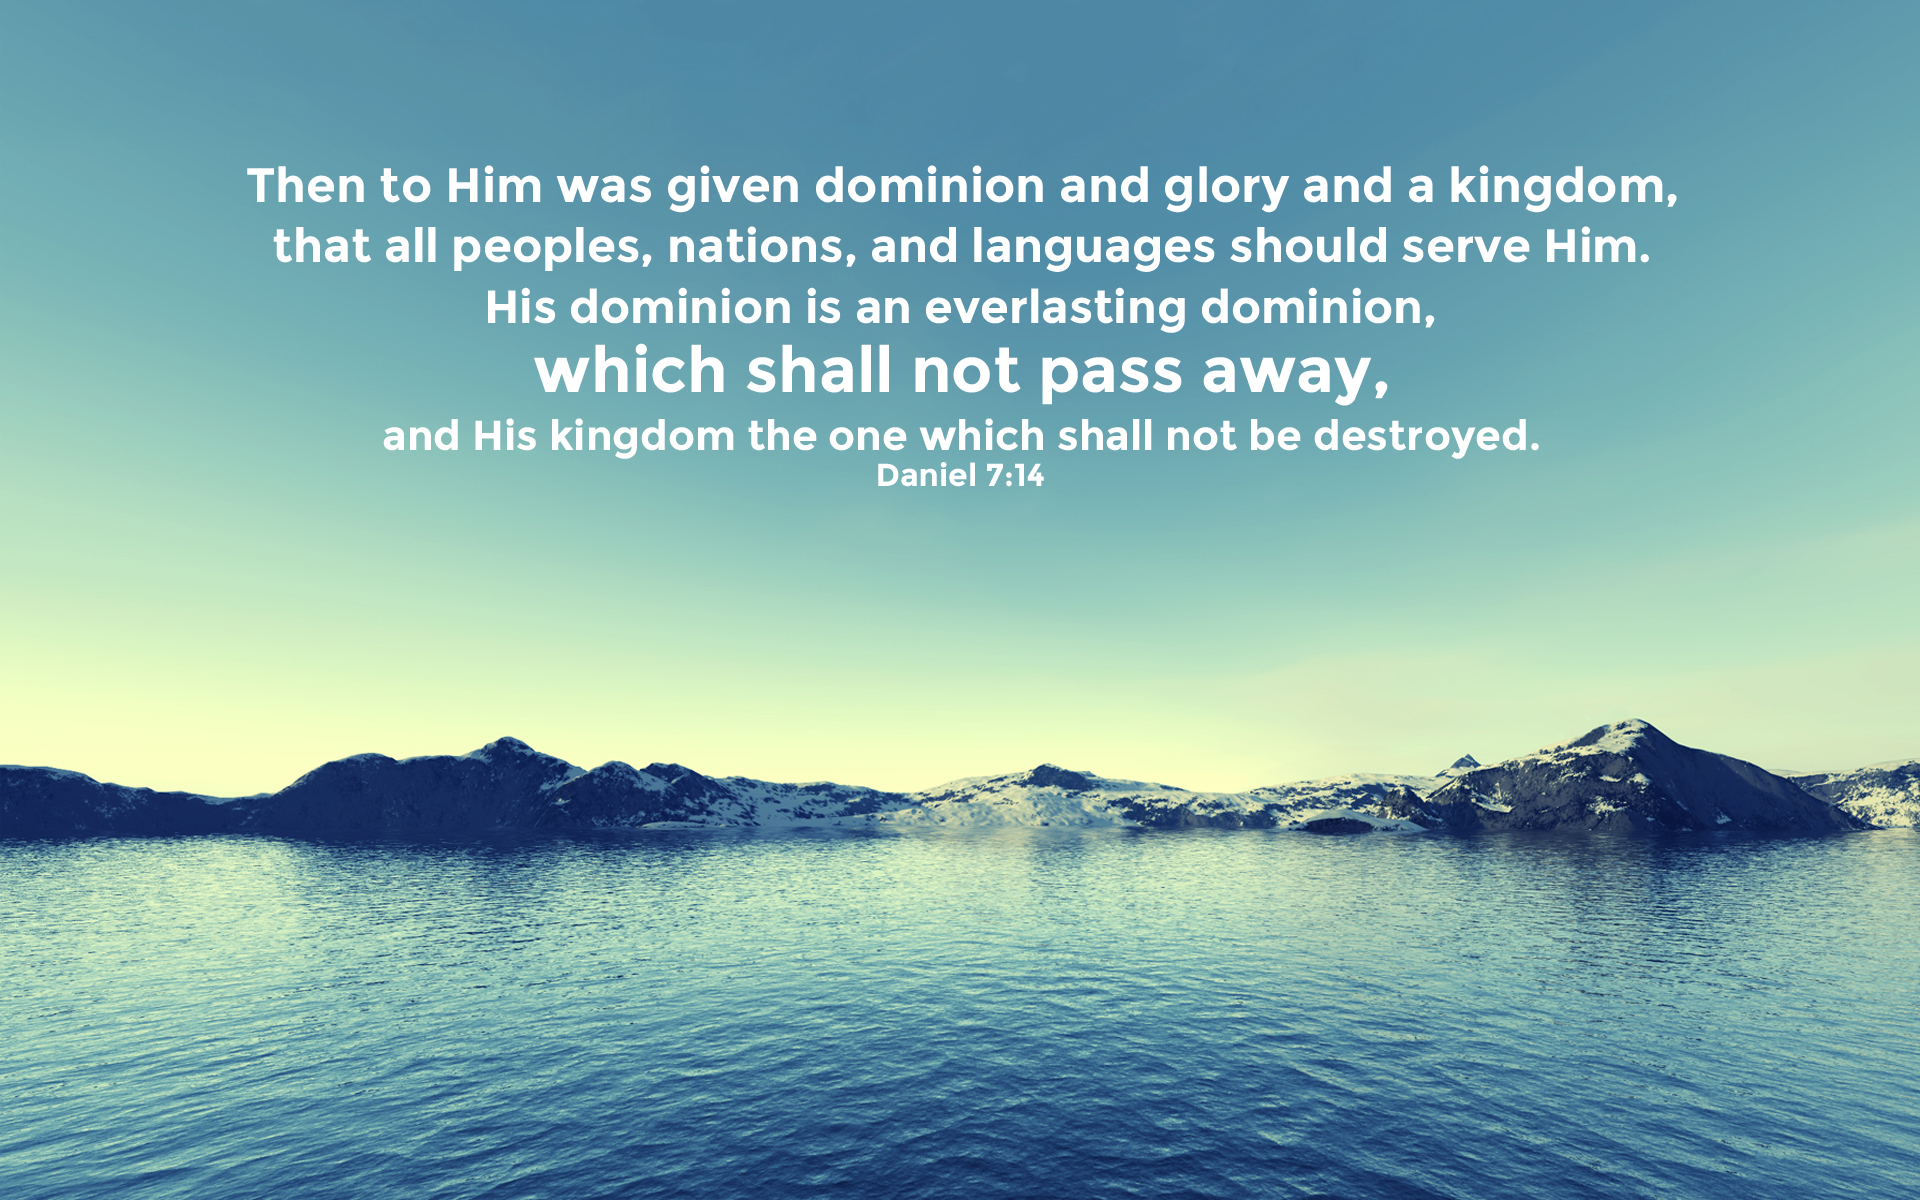 Then to Him was given dominion and glory and a kingdom,
that all peoples, nations, and languages should serve Him.
His dominion is an everlasting dominion,
which shall not pass away,
and His kingdom the one which shall not be destroyed.
Daniel 7:14